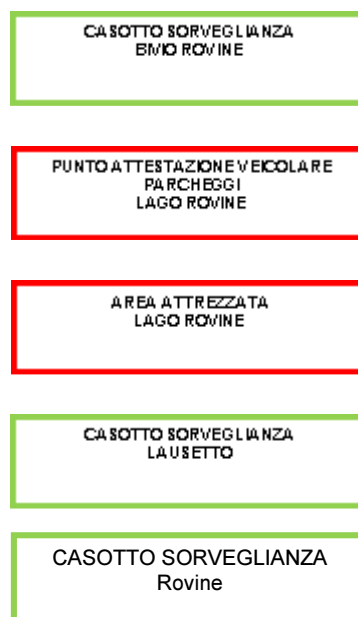 CASOTTO SORVEGLIANZA
BIVIO ROVINE
PUNTO ATTESTAZIONE VEICOLARE
PARCHEGGI
LAGO ROVINE
AREA ATTREZZATA
LAGO ROVINE
CASOTTO SORVEGLIANZA
LAUSETTO
CASOTTO SORVEGLIANZA
Rovine